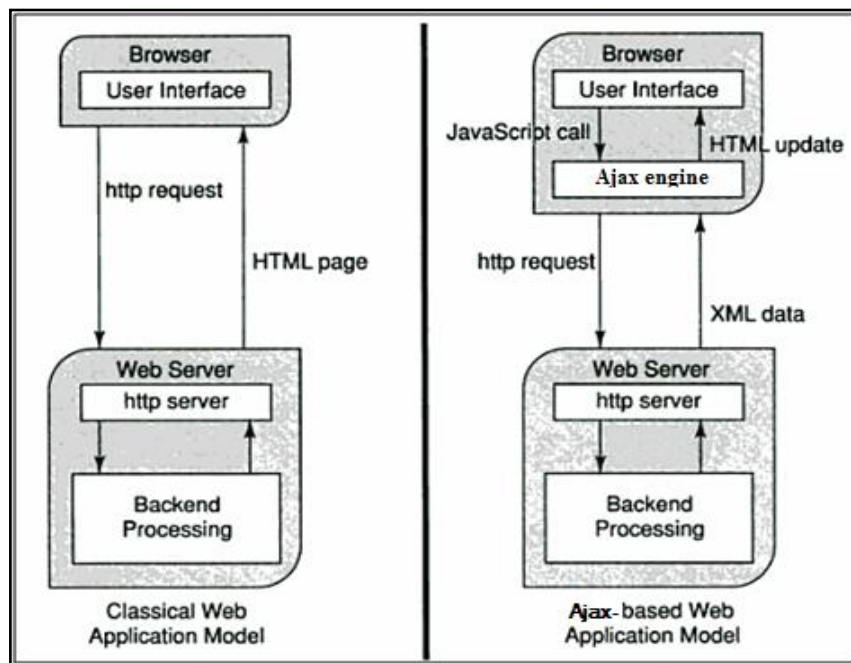 Browser
User Interface
http request
HTML page
Web Server
http server
Backend
Processing
Classical Web
Application Model
Browser
User Interface
JavaScript call
HTML update
Ajax engine
http request
XML data
Web Server
http server
Backend
Processing
Ajax- based Web
Application Model